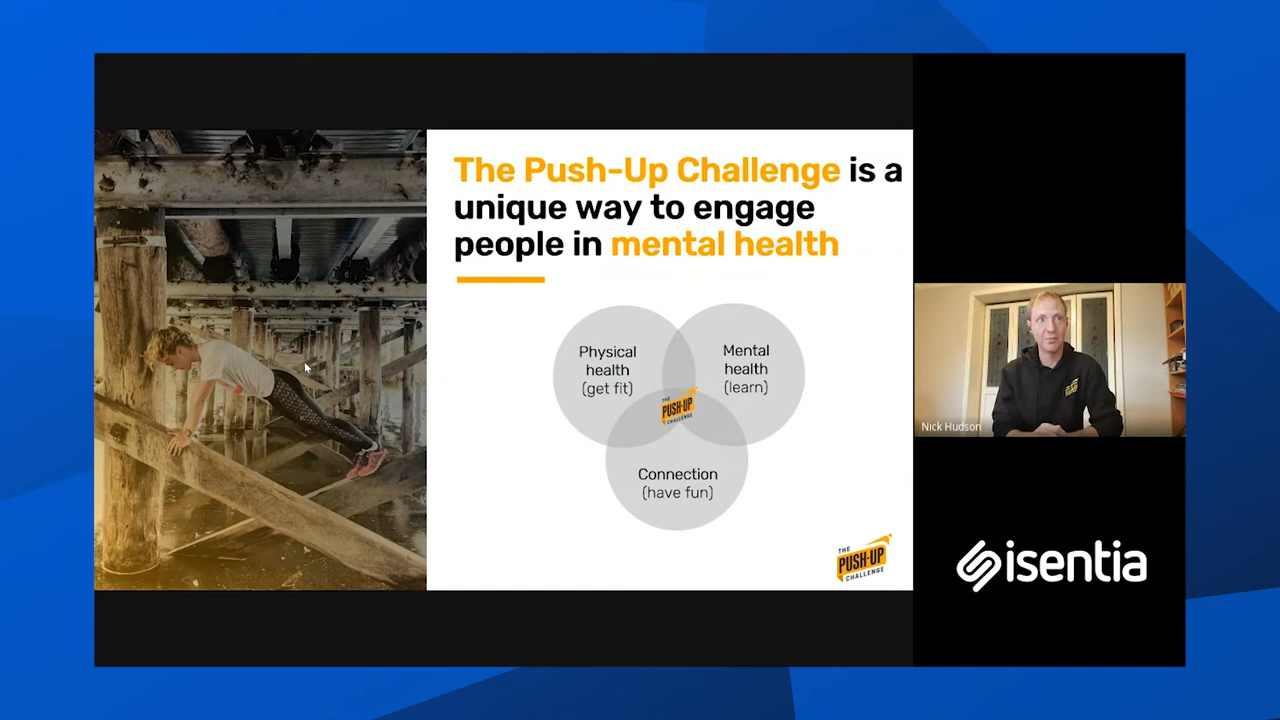 The Push-Up Challenge is a
unique way to engage
people in mental health
Physical
health
(get fit)
Mental
health
(learn)
THE
PUSH-UP
CHALLENGE
Connection
(have fun)
THE
PUSH-UP
CHALLENGE
Nick Hudson
isentia